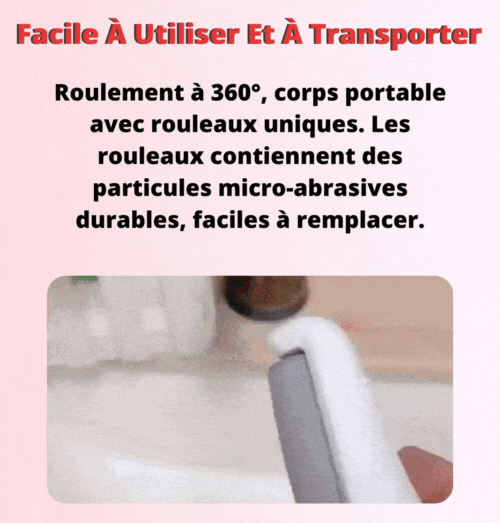 Facile À Utiliser Et À Transporter
Roulement à 360°, corps portable
avec rouleaux uniques. Les
rouleaux contiennent des
particules micro-abrasives
durables, faciles à remplacer.